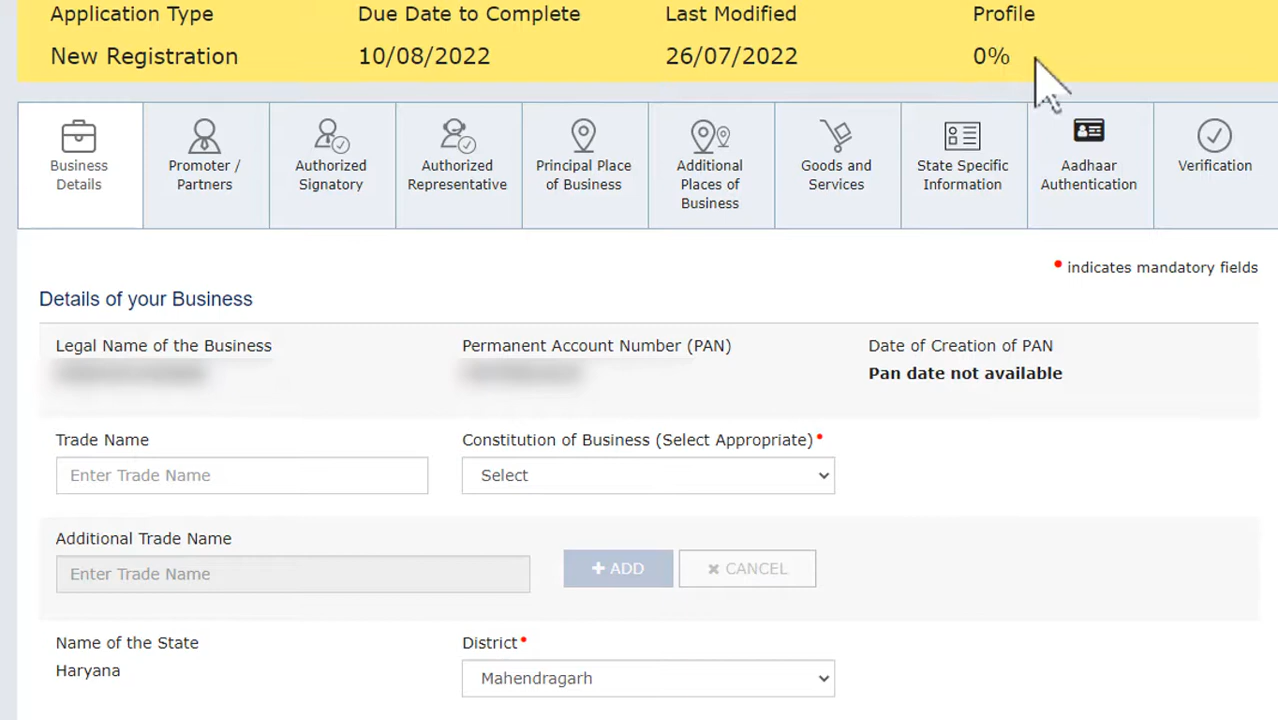 Application Type Due Date to Complete Last Modified Profile
New Registration 10/08/2022 26/07/2022 0%
Business Details
Promoter / Partners
Authorized Signatory
Authorized Representative
Principal Place of Business
Additional Places of Business
Goods and Services
State Specific Information
Aadhaar Authentication
Verification
• indicates mandatory fields
Details of your Business
Legal Name of the Business Permanent Account Number (PAN) Date of Creation of PAN
Pan date not available
Trade Name Constitution of Business (Select Appropriate)•
Enter Trade Name Select
Additional Trade Name
Enter Trade Name + ADD × CANCEL
Name of the State District•
Haryana Mahendragarh